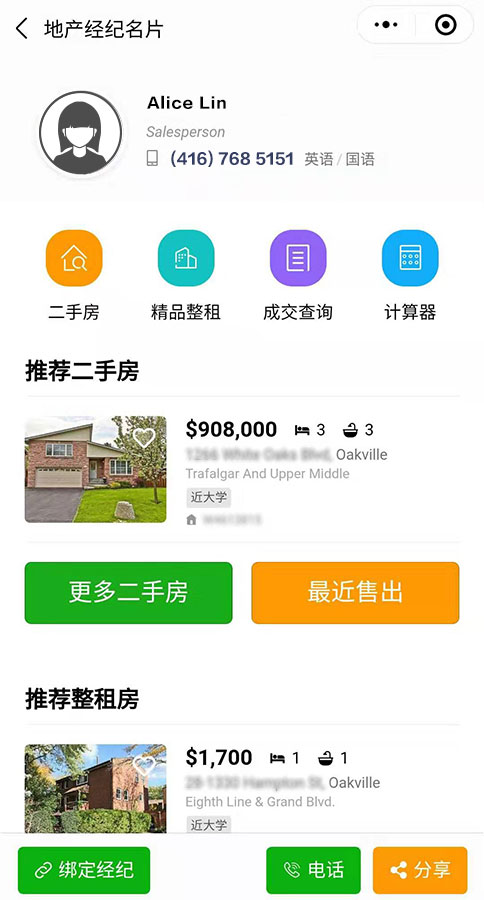 地产经纪名片
Alice Lin
Salesperson
(416) 768 5151 英语 / 国语
二手房 精品整租 成交查询 计算器
推荐二手房
$908,000 3 3
Oakville
Trafalgar And Upper Middle
近大学
更多二手房 最近售出
推荐整租房
$1,700 1 1
Oakville
Eighth Line & Grand Blvd.
近大学
绑定经纪 电话 分享